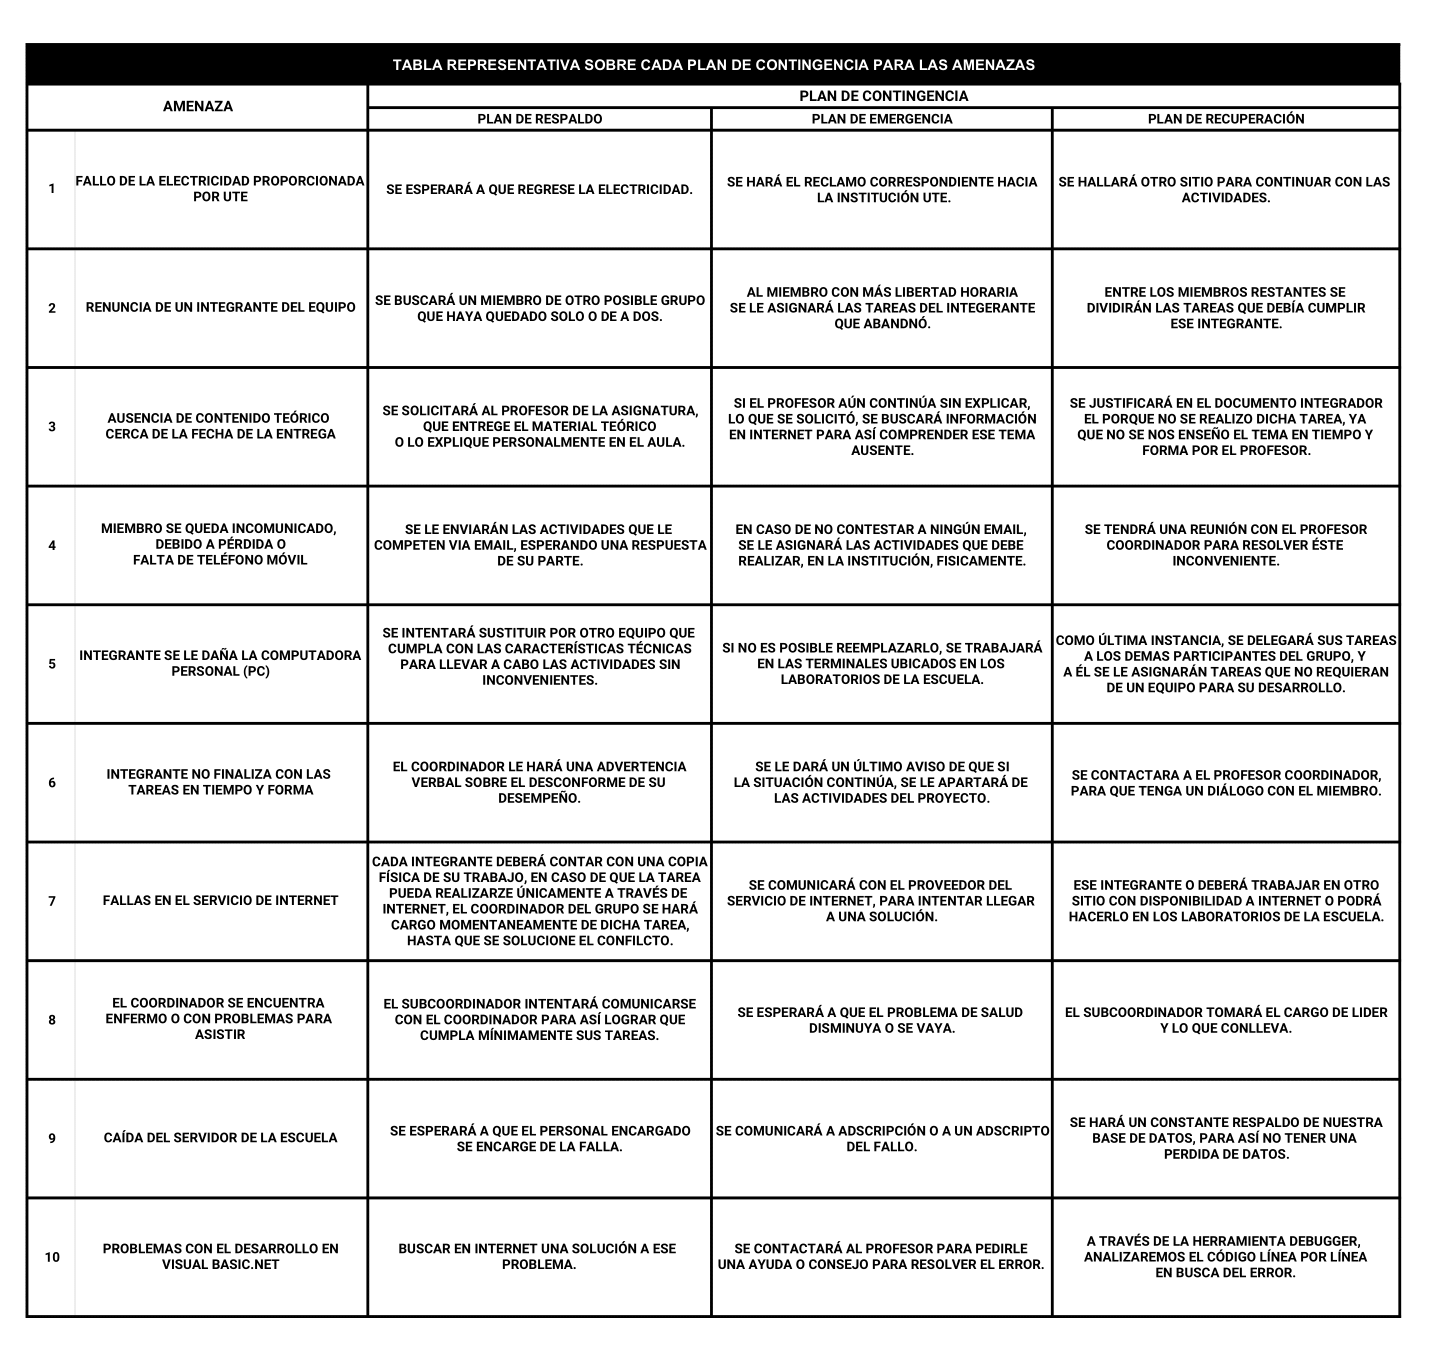 TABLA REPRESENTATIVA SOBRE CADA PLAN DE CONTINGENCIA PARA LAS AMENAZAS
AMENAZA
PLAN DE CONTINGENCIA
PLAN DE RESPALDO
PLAN DE EMERGENCIA
PLAN DE RECUPERACIÓN
1
FALLO DE LA ELECTRICIDAD PROPORCIONADA
POR UTE
SE ESPERARÁ A QUE REGRESE LA ELECTRICIDAD.
SE HARÁ EL RECLAMO CORRESPONDIENTE HACIA
LA INSTITUCIÓN UTE.
SE HALLARÁ OTRO SITIO PARA CONTINUAR CON LAS
ACTIVIDADES.
2
RENUNCIA DE UN INTEGRANTE DEL EQUIPO
SE BUSCARÁ UN MIEMBRO DE OTRO POSIBLE GRUPO
QUE HAYA QUEDADO SOLO O DE A DOS.
AL MIEMBRO CON MÁS LIBERTAD HORARIA
SE LE ASIGNARÁ LAS TAREAS DEL INTEGERANTE
QUE ABANDNÓ.
ENTRE LOS MIEMBROS RESTANTES SE
DIVIDIRÁN LAS TAREAS QUE DEBÍA CUMPLIR
ESE INTEGRANTE.
3
AUSENCIA DE CONTENIDO TEÓRICO
CERCA DE LA FECHA DE LA ENTREGA
SE SOLICITARÁ AL PROFESOR DE LA ASIGNATURA,
QUE ENTREGE EL MATERIAL TEÓRICO
O LO EXPLIQUE PERSONALMENTE EN EL AULA.
SI EL PROFESOR AÚN CONTINÚA SIN EXPLICAR,
LO QUE SE SOLICITÓ, SE BUSCARÁ INFORMACIÓN
EN INTERNET PARA ASÍ COMPRENDER ESE TEMA
AUSENTE.
SE JUSTIFICARÁ EN EL DOCUMENTO INTEGRADOR
EL PORQUE NO SE REALIZO DICHA TAREA, YA
QUE NO SE NOS ENSEÑO EL TEMA EN TIEMPO Y
FORMA POR EL PROFESOR.
4
MIEMBRO SE QUEDA INCOMUNICADO,
DEBIDO A PÉRDIDA O
FALTA DE TELÉFONO MÓVIL
SE LE ENVIARÁN LAS ACTIVIDADES QUE LE
COMPETEN VIA EMAIL, ESPERANDO UNA RESPUESTA
DE SU PARTE.
EN CASO DE NO CONTESTAR A NINGÚN EMAIL,
SE LE ASIGNARÁ LAS ACTIVIDADES QUE DEBE
REALIZAR, EN LA INSTITUCIÓN, FISICAMENTE.
SE TENDRÁ UNA REUNIÓN CON EL PROFESOR
COORDINADOR PARA RESOLVER ÉSTE
INCONVENIENTE.
5
INTEGRANTE SE LE DAÑA LA COMPUTADORA
PERSONAL (PC)
SE INTENTARÁ SUSTITUIR POR OTRO EQUIPO QUE
CUMPLA CON LAS CARACTERÍSTICAS TÉCNICAS
PARA LLEVAR A CABO LAS ACTIVIDADES SIN
INCONVENIENTES.
SI NO ES POSIBLE REEMPLAZARLO, SE TRABAJARÁ
EN LAS TERMINALES UBICADOS EN LOS
LABORATORIOS DE LA ESCUELA.
COMO ÚLTIMA INSTANCIA, SE DELEGARÁ SUS TAREAS
A LOS DEMAS PARTICIPANTES DEL GRUPO, Y
A ÉL SE LE ASIGNARÁN TAREAS QUE NO REQUIERAN
DE UN EQUIPO PARA SU DESARROLLO.
6
INTEGRANTE NO FINALIZA CON LAS
TAREAS EN TIEMPO Y FORMA
EL COORDINADOR LE HARÁ UNA ADVERTENCIA
VERBAL SOBRE EL DESCONFORME DE SU
DESEMPEÑO.
SE LE DARÁ UN ÚLTIMO AVISO DE QUE SI
LA SITUACIÓN CONTINÚA, SE LE APARTARÁ DE
LAS ACTIVIDADES DEL PROYECTO.
SE CONTACTARA A EL PROFESOR COORDINADOR,
PARA QUE TENGA UN DIÁLOGO CON EL MIEMBRO.
7
FALLAS EN EL SERVICIO DE INTERNET
CADA INTEGRANTE DEBERÁ CONTAR CON UNA COPIA
FÍSICA DE SU TRABAJO, EN CASO DE QUE LA TAREA
PUEDA REALIZARZE ÚNICAMENTE A TRAVÉS DE
INTERNET, EL COORDINADOR DEL GRUPO SE HARÁ
CARGO MOMENTANEAMENTE DE DICHA TAREA,
HASTA QUE SE SOLUCIONE EL CONFILCTO.
SE COMUNICARÁ CON EL PROVEEDOR DEL
SERVICIO DE INTERNET, PARA INTENTAR LLEGAR
A UNA SOLUCIÓN.
ESE INTEGRANTE O DEBERÁ TRABAJAR EN OTRO
SITIO CON DISPONIBILIDAD A INTERNET O PODRÁ
HACERLO EN LOS LABORATORIOS DE LA ESCUELA.
8
EL COORDINADOR SE ENCUENTRA
ENFERMO O CON PROBLEMAS PARA
ASISTIR
EL SUBCOORDINADOR INTENTARÁ COMUNICARSE
CON EL COORDINADOR PARA ASÍ LOGRAR QUE
CUMPLA MÍNIMAMENTE SUS TAREAS.
SE ESPERARÁ A QUE EL PROBLEMA DE SALUD
DISMINUYA O SE VAYA.
EL SUBCOORDINADOR TOMARÁ EL CARGO DE LIDER
Y LO QUE CONLLEVA.
9
CAÍDA DEL SERVIDOR DE LA ESCUELA
SE ESPERARÁ A QUE EL PERSONAL ENCARGADO
SE ENCARGE DE LA FALLA.
SE COMUNICARÁ A ADSCRIPCIÓN O A UN ADSCRIPTO
DEL FALLO.
SE HARÁ UN CONSTANTE RESPALDO DE NUESTRA
BASE DE DATOS, PARA ASÍ NO TENER UNA
PERDIDA DE DATOS.
10
PROBLEMAS CON EL DESARROLLO EN
VISUAL BASIC.NET
BUSCAR EN INTERNET UNA SOLUCIÓN A ESE
PROBLEMA.
SE CONTACTARÁ AL PROFESOR PARA PEDIRLE
UNA AYUDA O CONSEJO PARA RESOLVER EL ERROR.
A TRAVÉS DE LA HERRAMIENTA DEBUGGER,
ANALIZAREMOS EL CÓDIGO LÍNEA POR LÍNEA
EN BUSCA DEL ERROR.